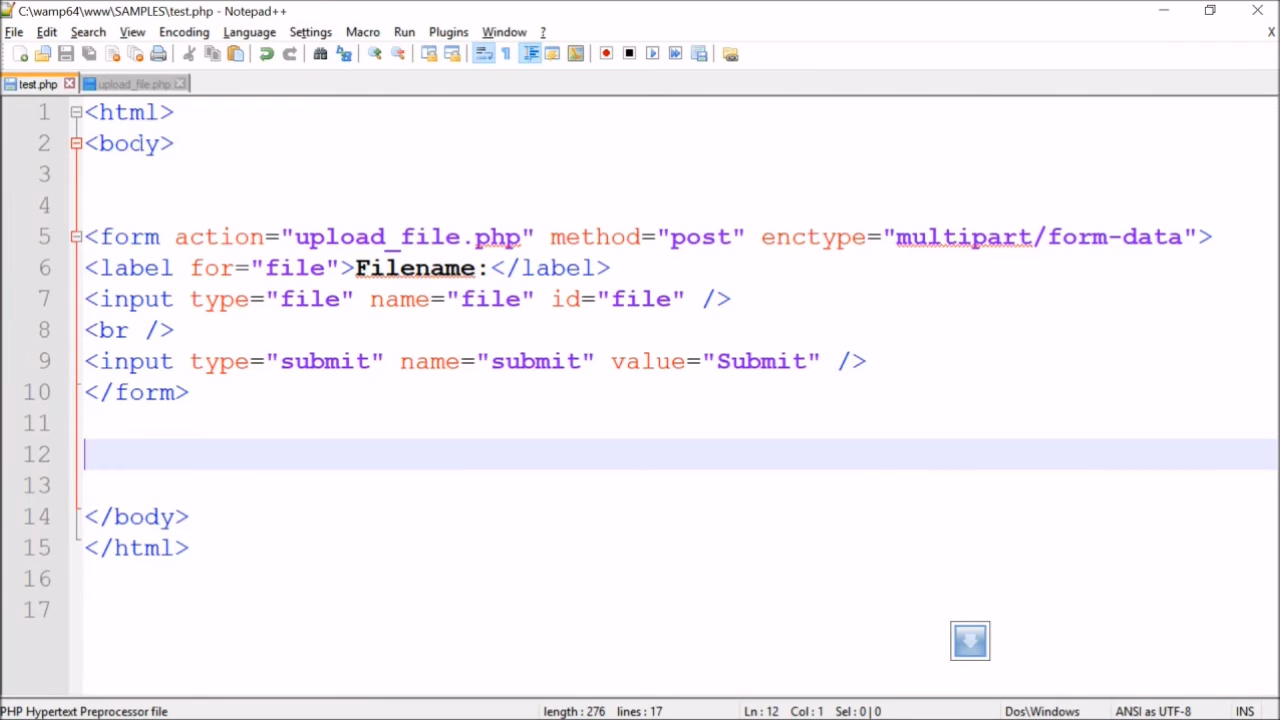 C:\wamp64\www\SAMPLES\test.php - Notepad++
File Edit Search View Encoding Language Settings Macro Run Plugins Window ? X
test.php upload_file.php
1 <html>
2 <body>
3
4
5 <form action="upload_file.php" method="post" enctype="multipart/form-data">
6 <label for="file">Filename:</label>
7 <input type="file" name="file" id="file" />
8 <br />
9 <input type="submit" name="submit" value="Submit" />
10 </form>
11
12
13
14 </body>
15 </html>
16
17
PHP Hypertext Preprocessor file length : 276 lines : 17 Ln : 12 Col : 1 Sel : 0 | 0 Dos\Windows ANSI as UTF-8 INS